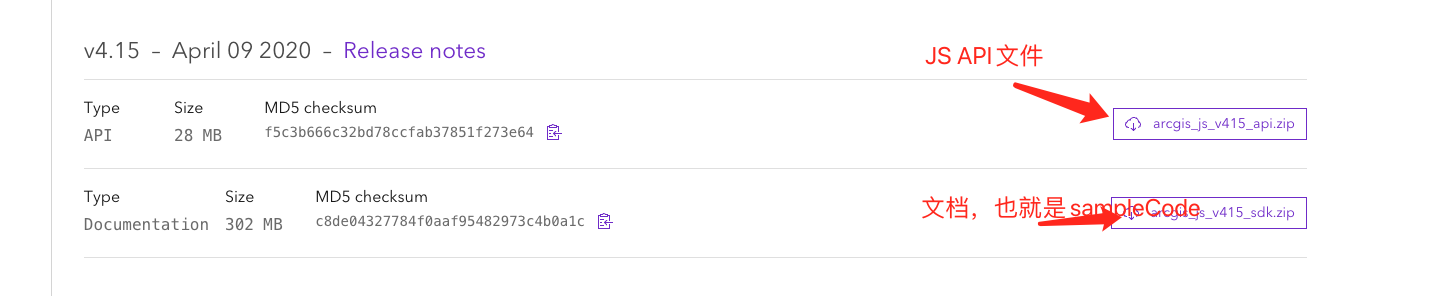 v4.15 – April 09 2020 – Release notes
JS API文件
Type Size MD5 checksum
API 28 MB f5c3b666c32bd78ccfab37851f273e64
arcgis_js_v415_api.zip
Type Size MD5 checksum
Documentation 302 MB c8de04327784f0aaf95482973c4b0a1c
文档，也就是sampleCode
arcgis_js_v415_sdk.zip